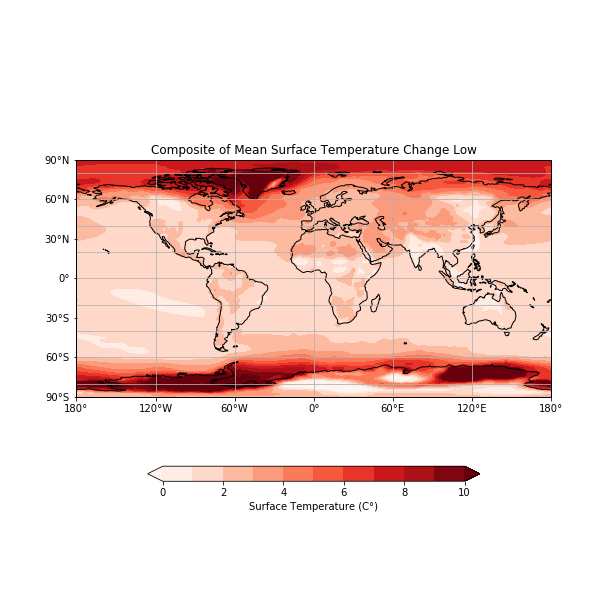 Composite of Mean Surface Temperature Change Low
90°N
60°N
30°N
0°
30°S
60°S
90°S
180° 120°W 60°W 0° 60°E 120°E 180°
0 2 4 6 8 10
Surface Temperature (C°)